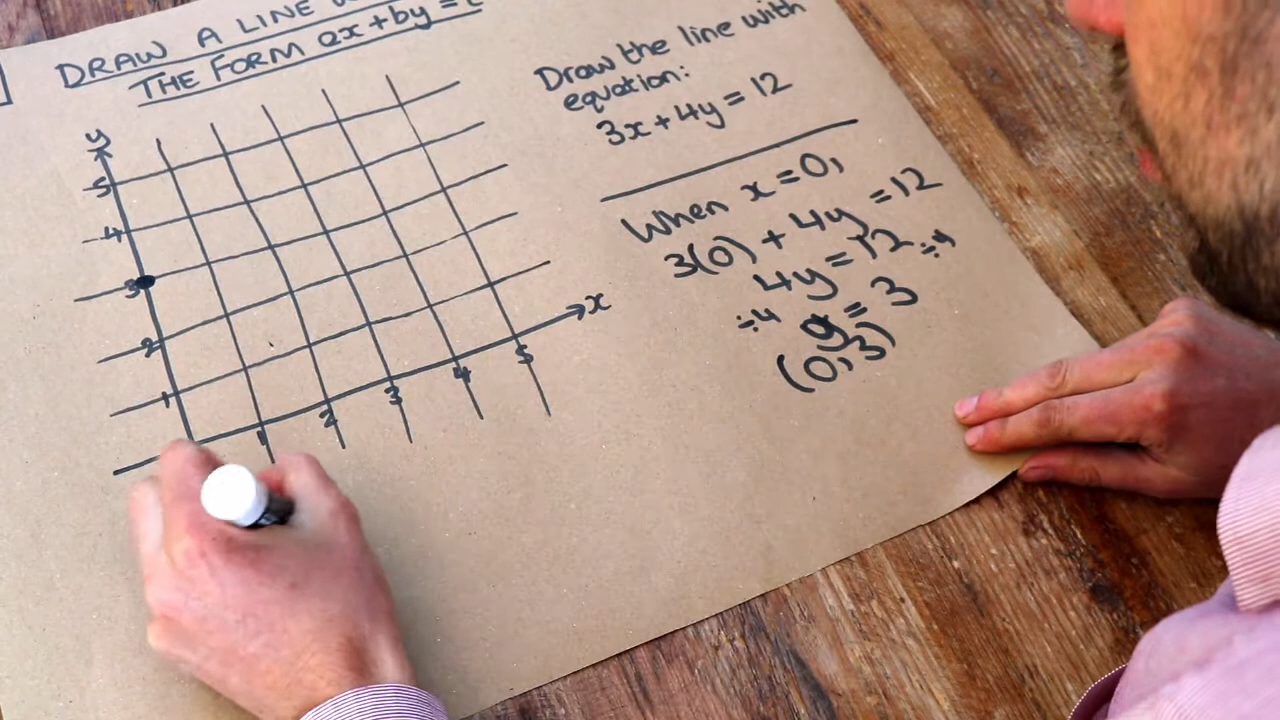 DRAW A LINE
THE FORM ax+by=c
y
5
4
3
2
1
1
2
3
4
5
x
Draw the line with
equation:
3x+4y=12
When x=0,
3(0) + 4y =12
4y=12 ÷4
÷4 y=3
(0,3)